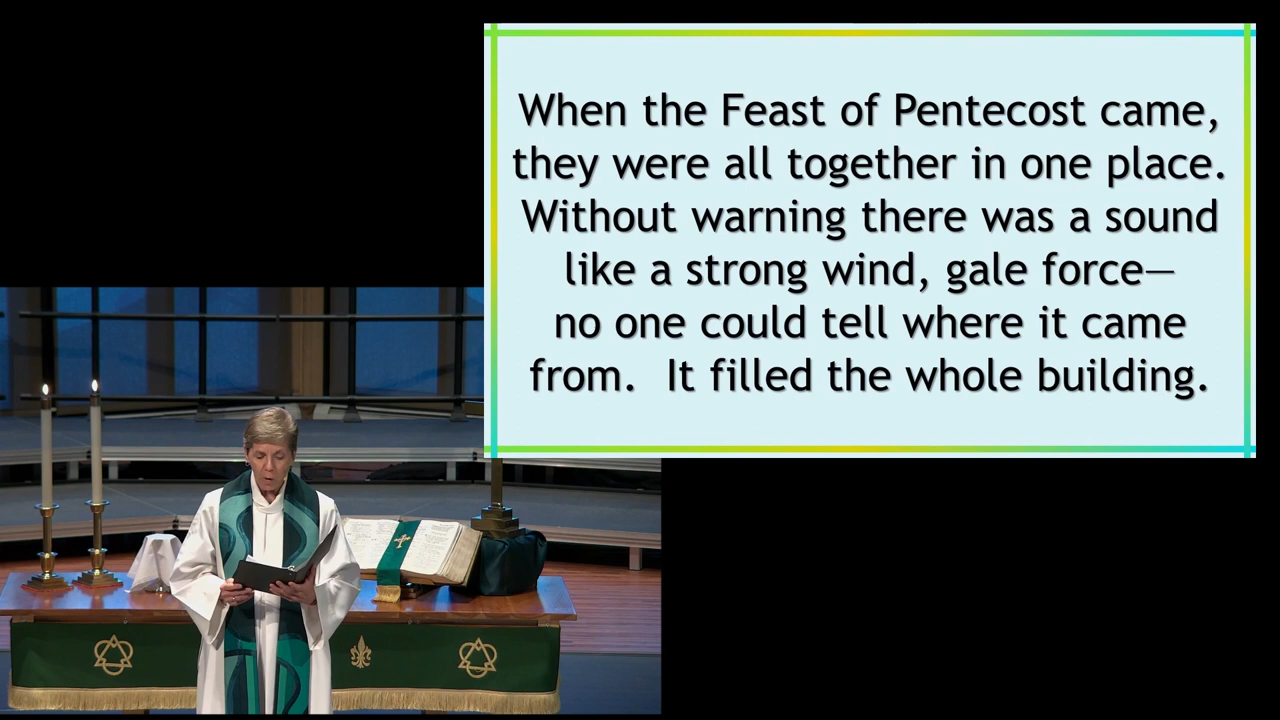 When the Feast of Pentecost came,
they were all together in one place.
Without warning there was a sound
like a strong wind, gale force—
no one could tell where it came
from.  It filled the whole building.